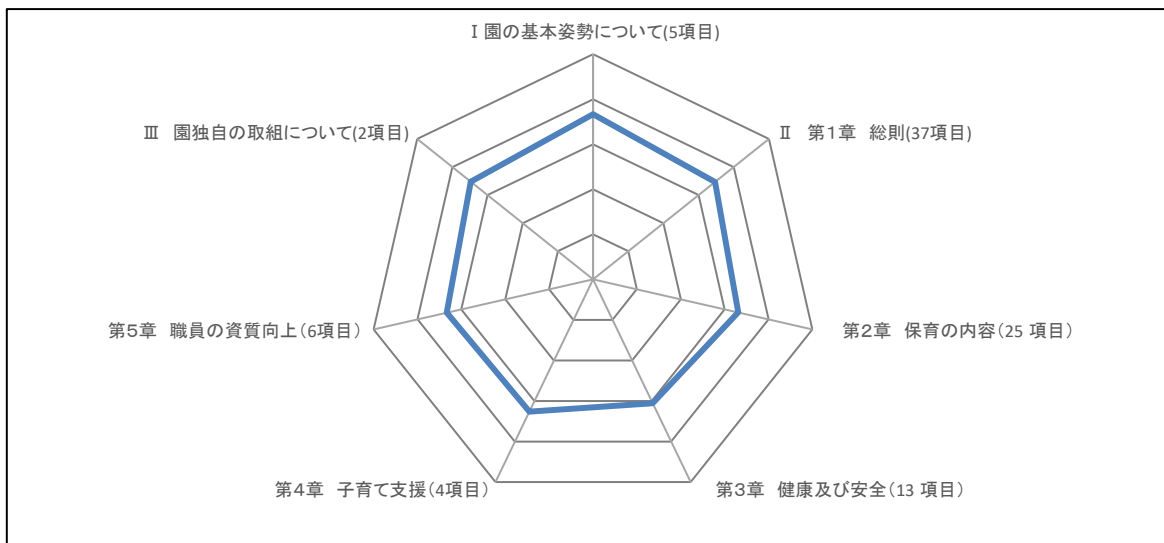 Ⅰ 園の基本姿勢について(5項目)
Ⅲ　園独自の取組について(2項目)
Ⅱ　第１章　総則(37項目)
第５章　職員の資質向上（6項目）
第２章　保育の内容（25 項目）
第４章　子育て支援（4項目）
第３章　健康及び安全（13 項目）